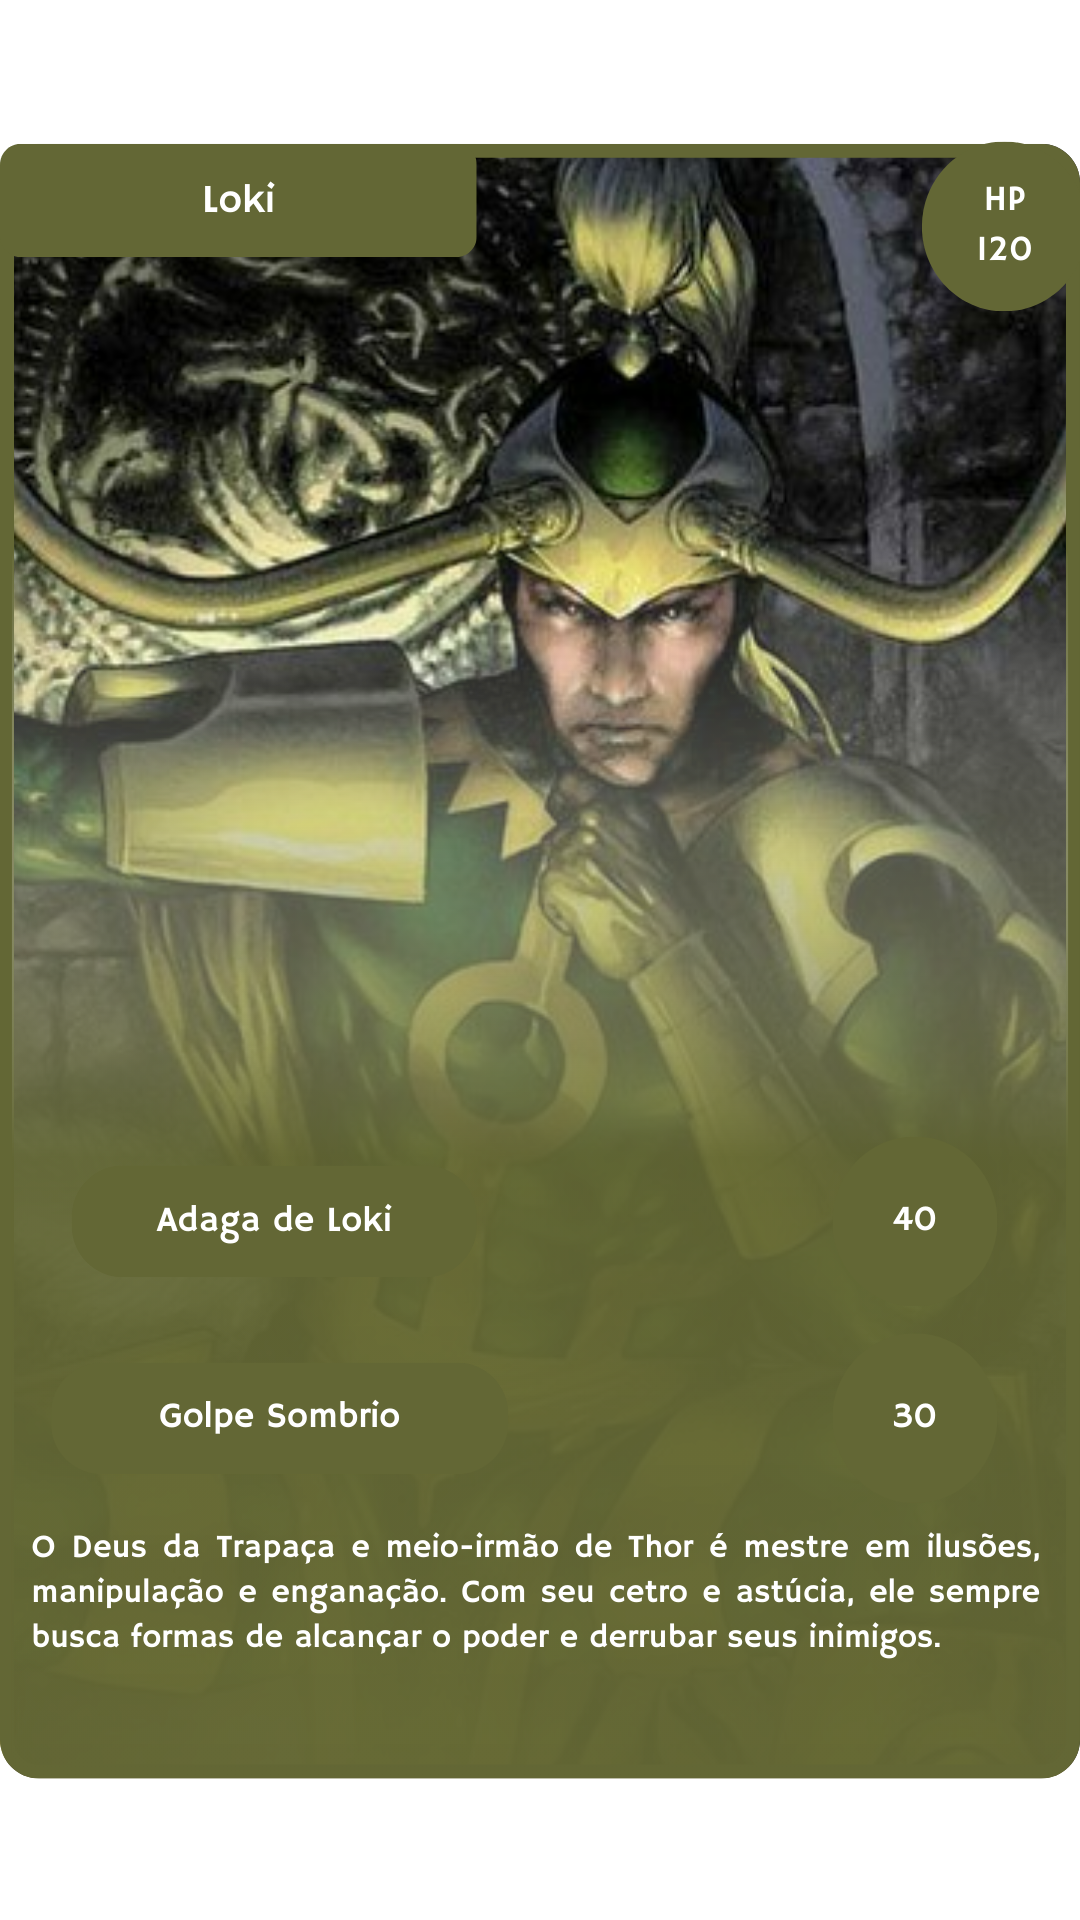 Loki
HP
120
Adaga de Loki
40
Golpe Sombrio
30
O Deus da Trapaça e meio-irmão de Thor é mestre em ilusões,
manipulação e enganação. Com seu cetro e astúcia, ele sempre
busca formas de alcançar o poder e derrubar seus inimigos.